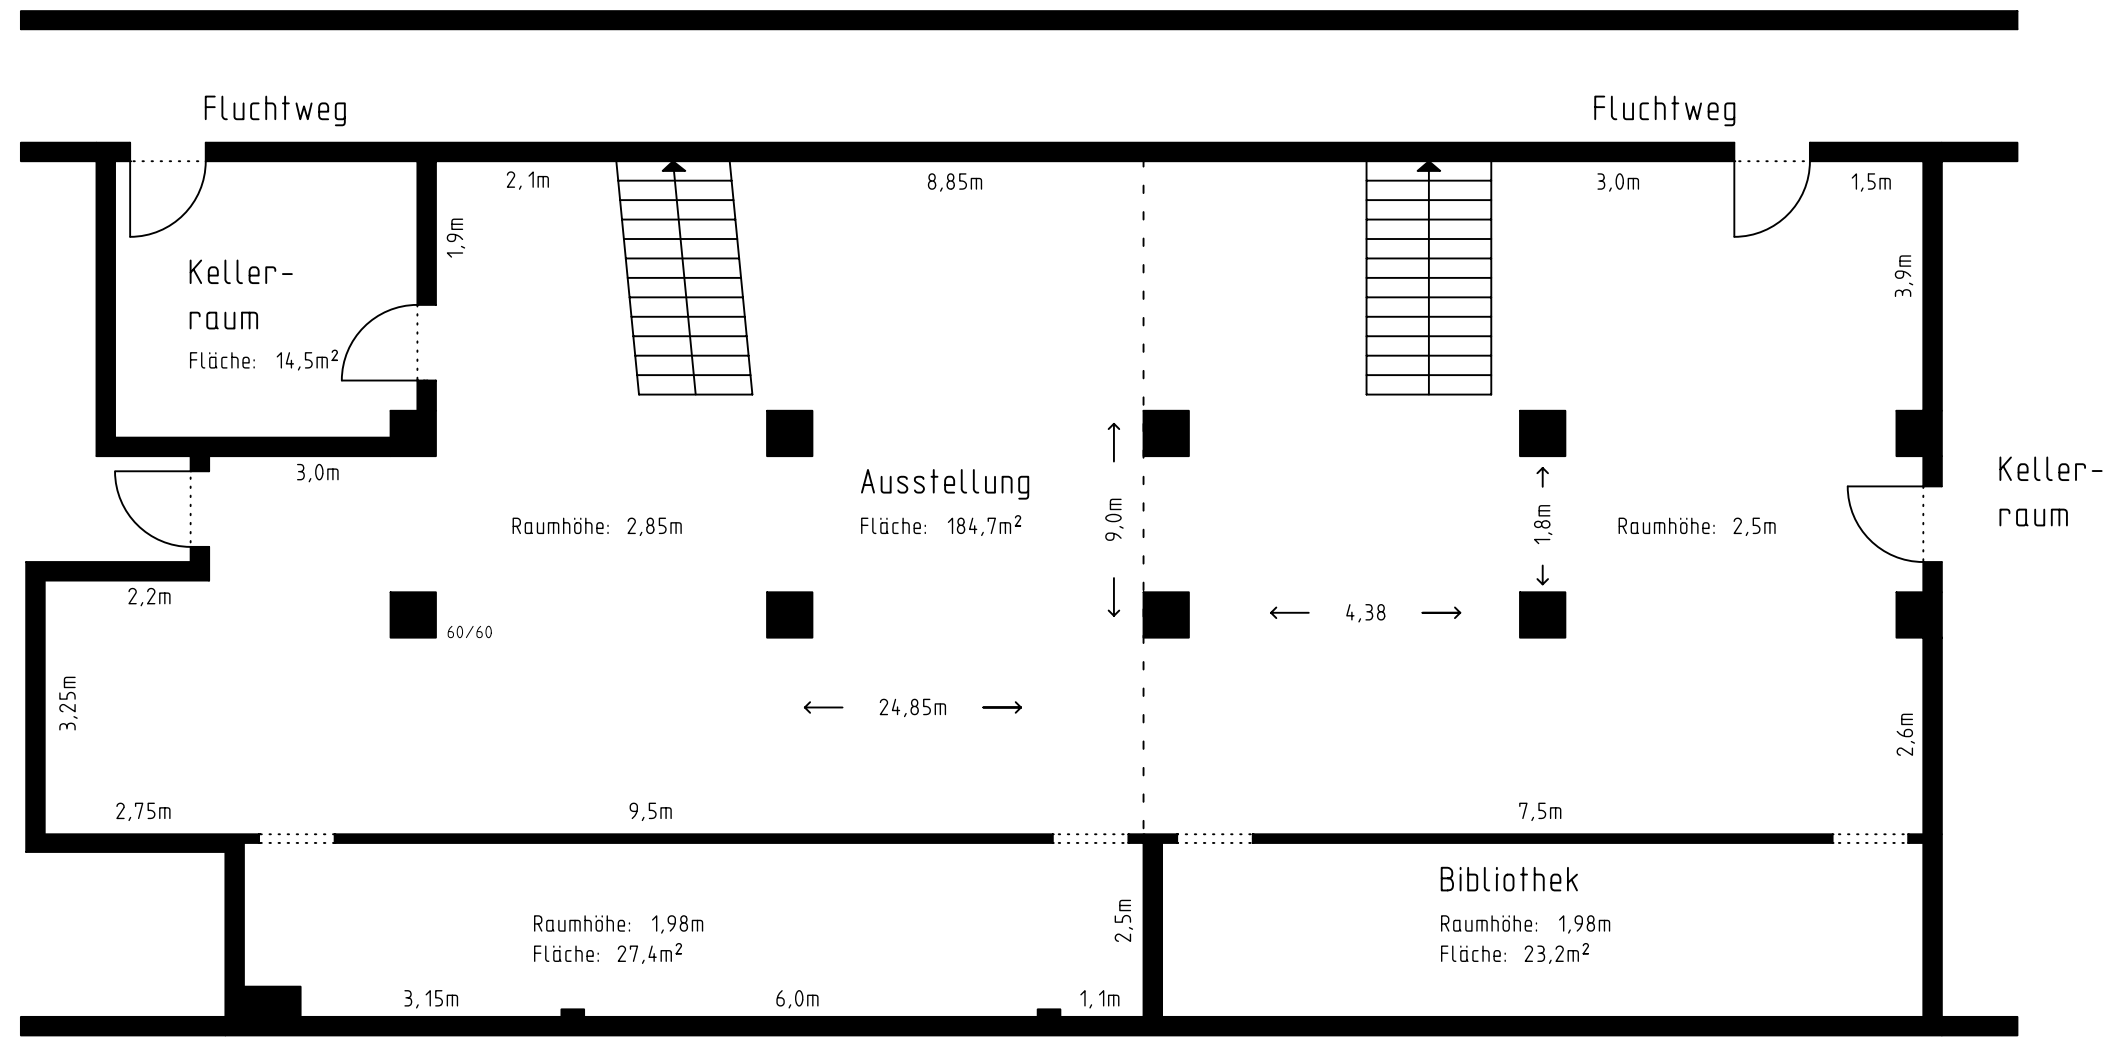 Fluchtweg
Fluchtweg
2,1m
8,85m
3,0m
1,5m
1,9m
3,9m
Keller-
raum
Fläche: 14,5m²
3,0m
Ausstellung
Fläche: 184,7m²
Raumhöhe: 2,85m
9,0m
1,8m
Raumhöhe: 2,5m
Keller-
raum
2,2m
60/60
4,38
3,25m
24,85m
2,6m
2,75m
9,5m
7,5m
Raumhöhe: 1,98m
Fläche: 27,4m²
2,5m
Bibliothek
Raumhöhe: 1,98m
Fläche: 23,2m²
3,15m
6,0m
1,1m